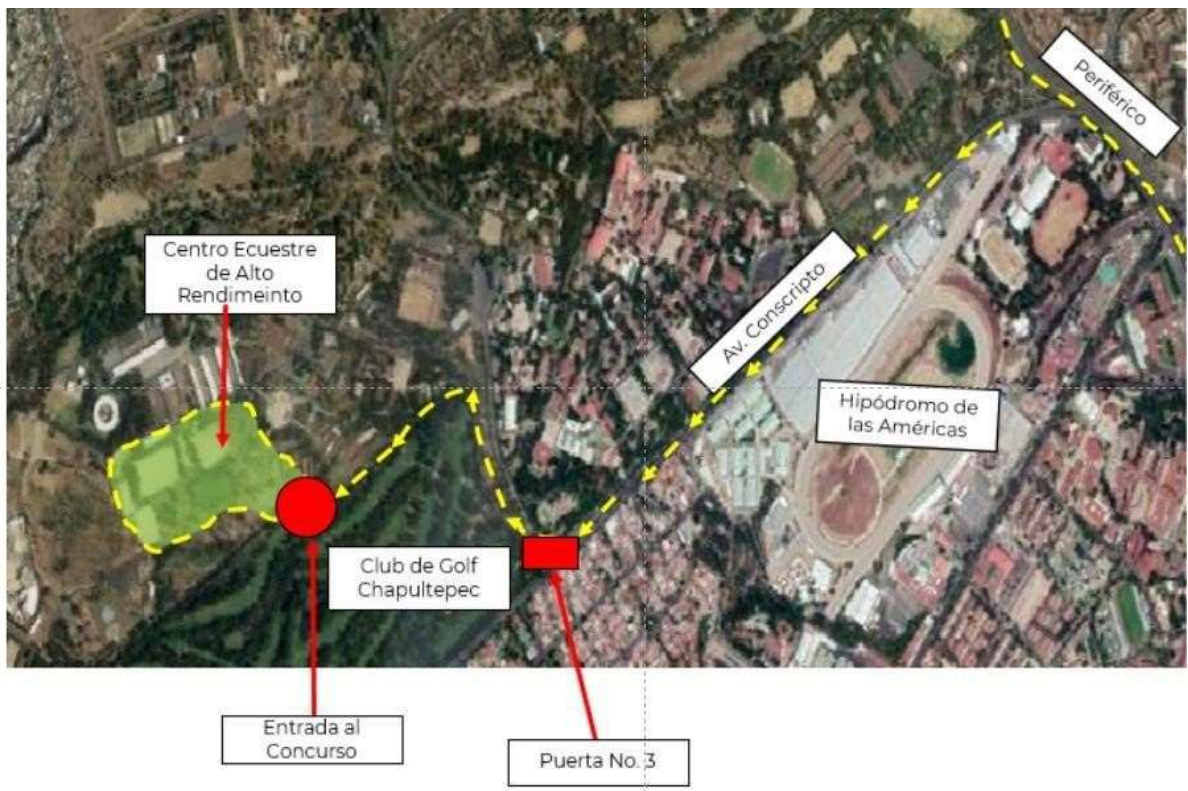 Periférico
Centro Ecuestre
de Alto
Rendimeinto
Av. Conscripto
Hipódromo de
las Américas
Club de Golf
Chapultepec
Entrada al
Concurso
Puerta No. 3